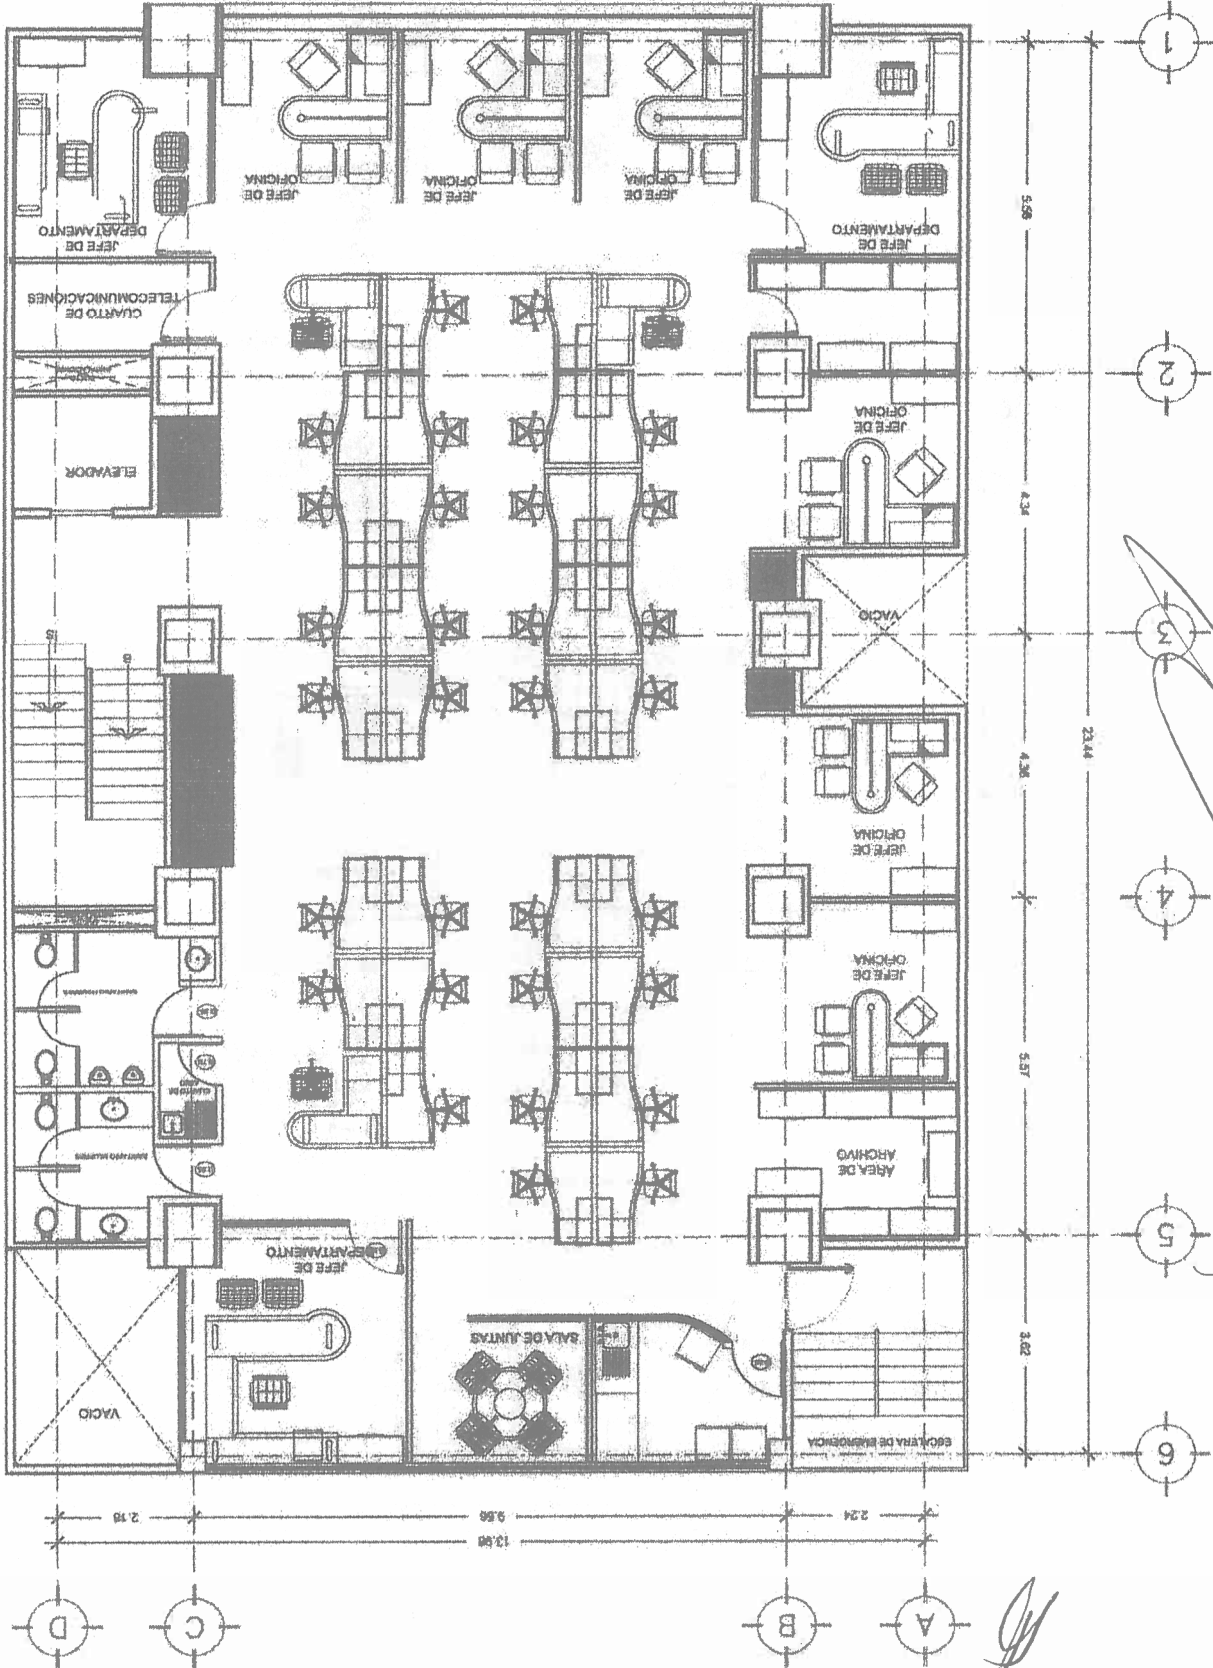 A
B
C
D
13.98
2.24
9.56
2.18
6
ESCALERA DE EMERGENCIA
VACIO
3.62
SALA DE JUNTAS
JEFE DE
DEPARTAMENTO
5
AREA DE
ARCHIVO
SANITARIO MUJERES
5.57
JEFE DE
OFICINA
4
JEFE DE
OFICINA
4.36
23.44
B
S
3
VACIO
4.34
ELEVADOR
JEFE DE
OFICINA
2
CUARTO DE
TELECOMUNICACIONES
JEFE DE
DEPARTAMENTO
JEFE DE
DEPARTAMENTO
JEFE DE
OFICINA
JEFE DE
OFICINA
JEFE DE
OFICINA
1